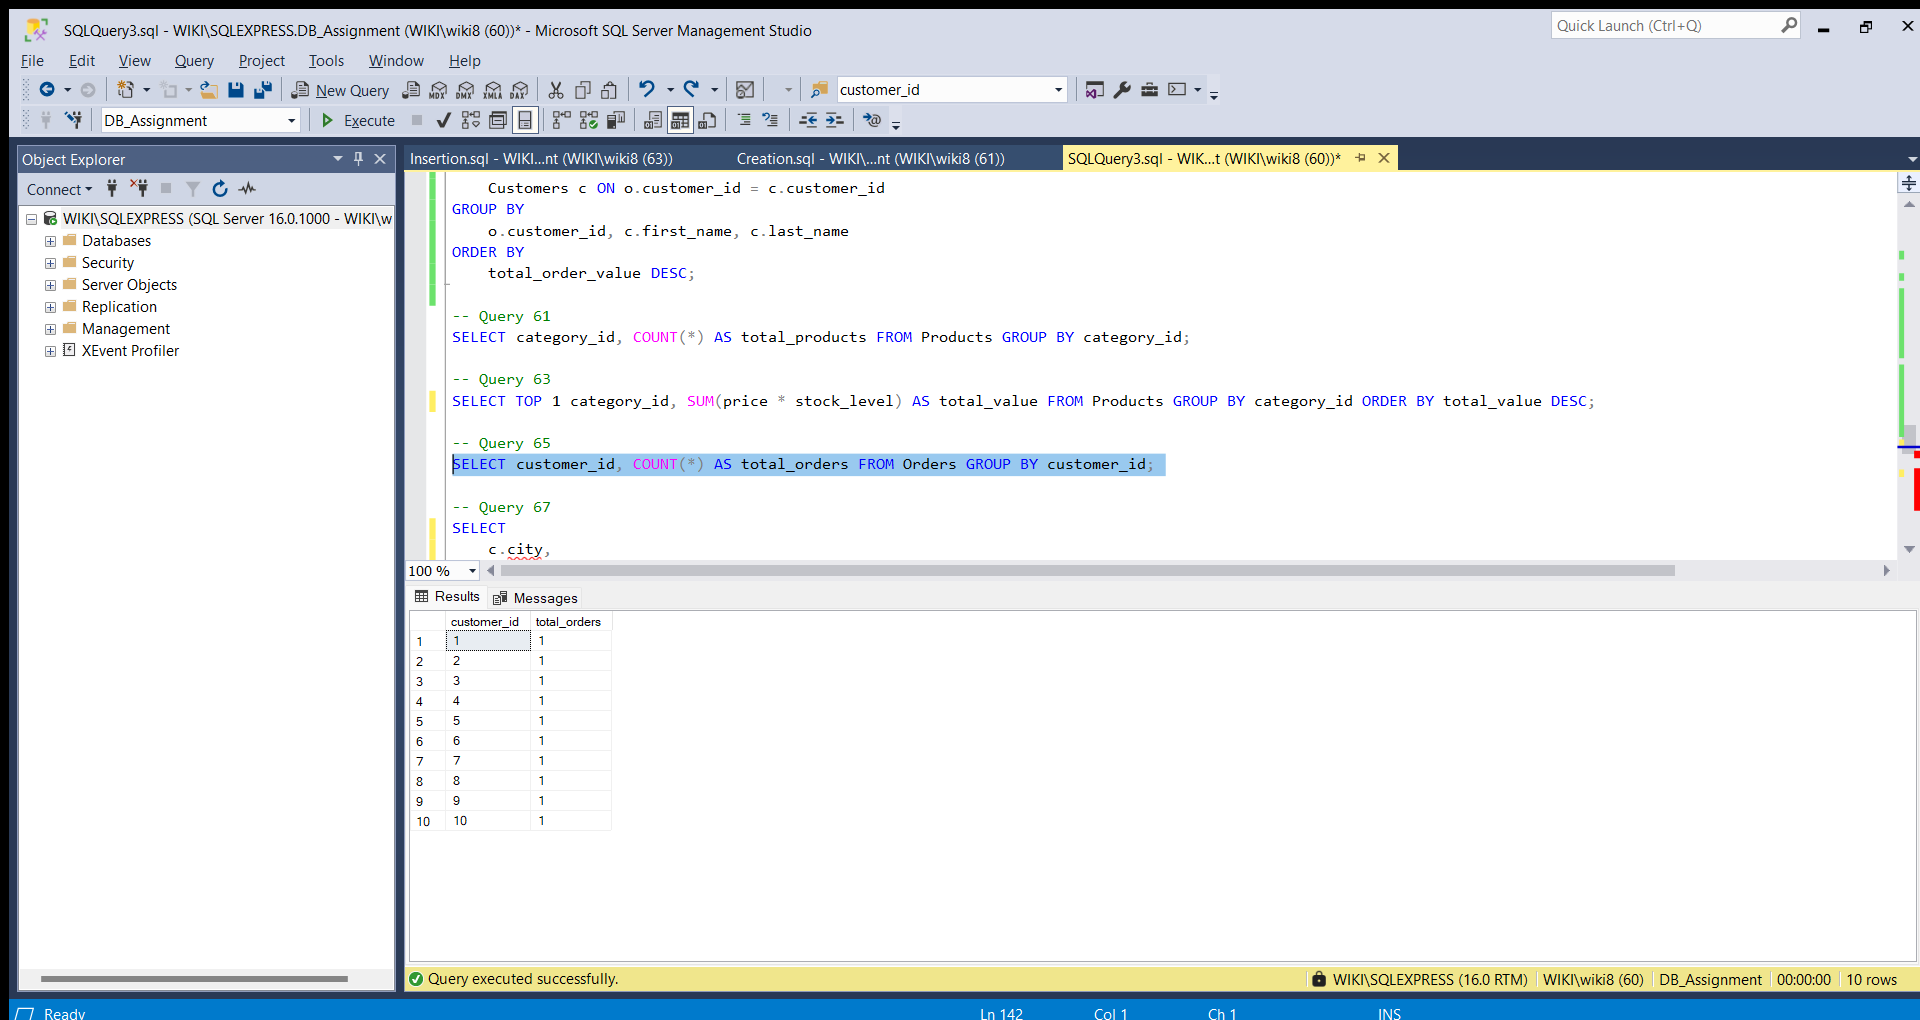 SQLQuery3.sql - WIKI\SQLEXPRESS.DB_Assignment (WIKI\wiki8 (60))* - Microsoft SQL Server Management Studio
Quick Launch (Ctrl+Q)
File Edit View Query Project Tools Window Help
New Query MDX DMX XMLA DAX customer_id
DB_Assignment Execute
Object Explorer
Connect
WIKI\SQLEXPRESS (SQL Server 16.0.1000 - WIKI\w
Databases
Security
Server Objects
Replication
Management
XEvent Profiler
Insertion.sql - WIKI...nt (WIKI\wiki8 (63)) Creation.sql - WIKI\...nt (WIKI\wiki8 (61)) SQLQuery3.sql - WIK...t (WIKI\wiki8 (60))*
Customers c ON o.customer_id = c.customer_id
GROUP BY
o.customer_id, c.first_name, c.last_name
ORDER BY
total_order_value DESC;
-- Query 61
SELECT category_id, COUNT(*) AS total_products FROM Products GROUP BY category_id;
-- Query 63
SELECT TOP 1 category_id, SUM(price * stock_level) AS total_value FROM Products GROUP BY category_id ORDER BY total_value DESC;
-- Query 65
SELECT customer_id, COUNT(*) AS total_orders FROM Orders GROUP BY customer_id;
-- Query 67
SELECT
c.city,
100 %
Results Messages
customer_id total_orders
1 1 1
2 2 1
3 3 1
4 4 1
5 5 1
6 6 1
7 7 1
8 8 1
9 9 1
10 10 1
Query executed successfully. WIKI\SQLEXPRESS (16.0 RTM) WIKI\wiki8 (60) DB_Assignment 00:00:00 10 rows
Ready Ln 142 Col 1 Ch 1 INS